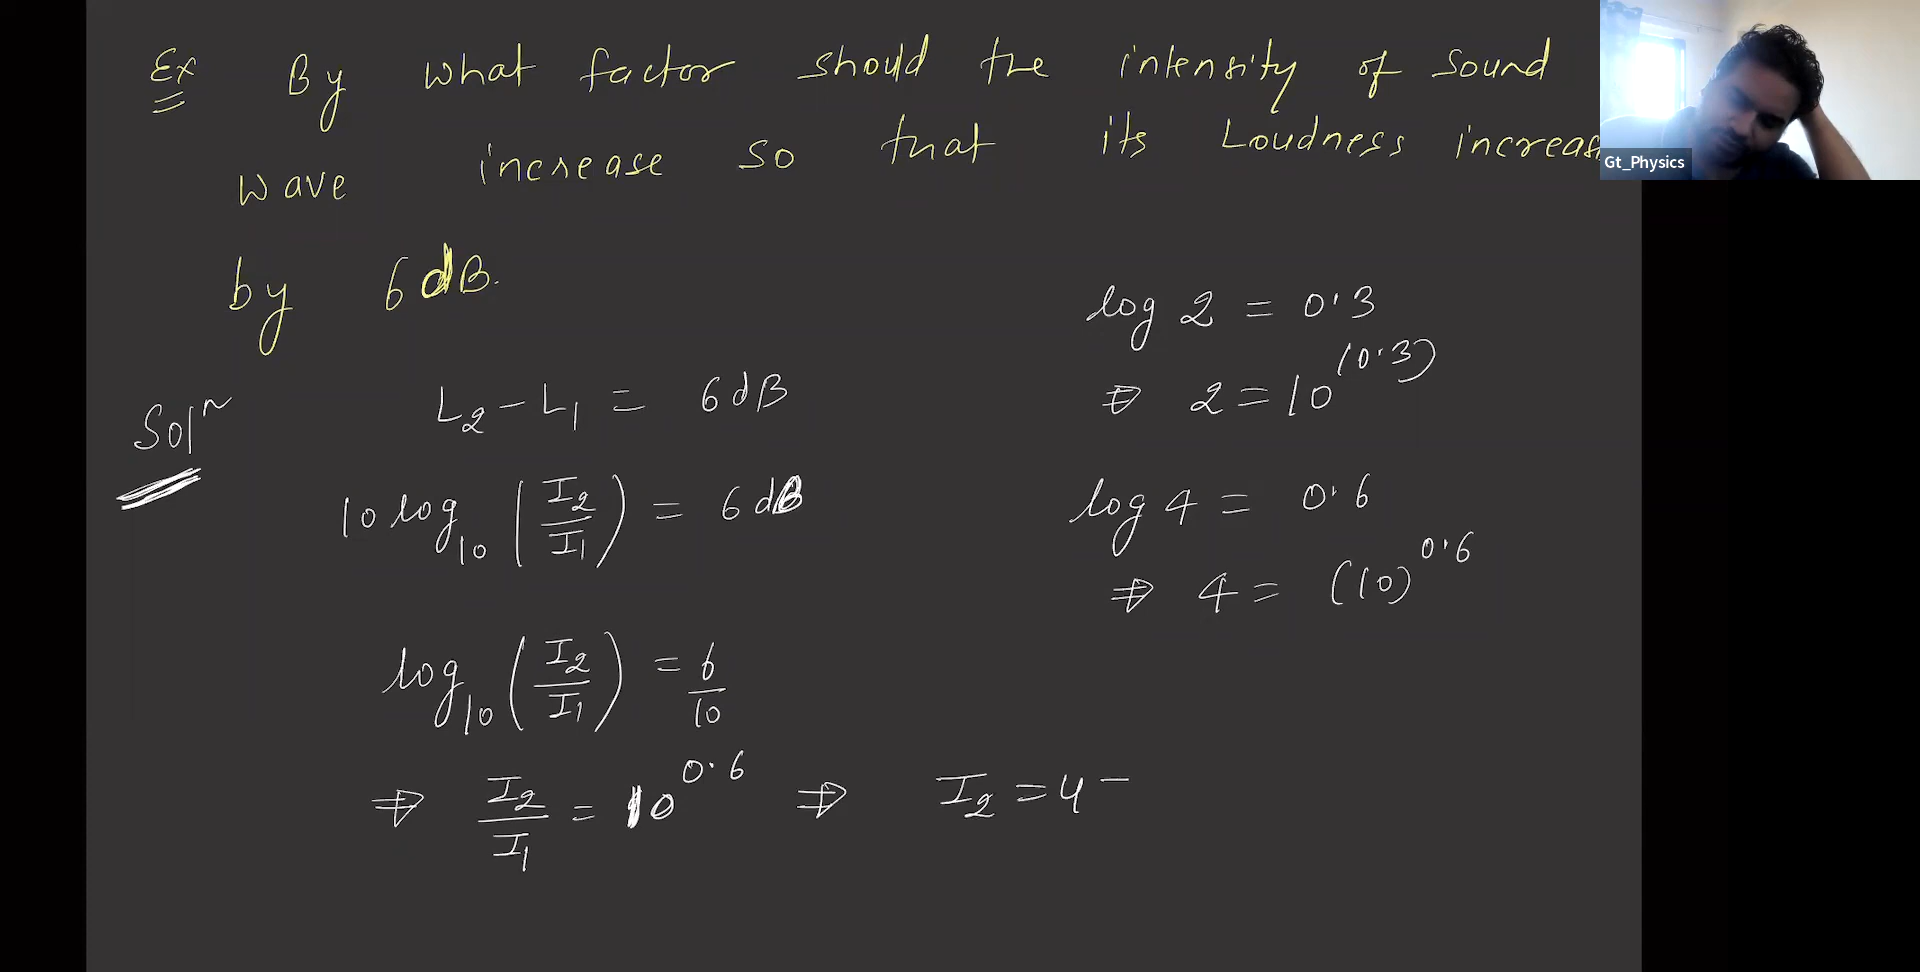 Ex By what factor should the intensity of sound
wave increase so that its Loudness increas
by 6 dB.
Solⁿ
L₂ - L₁ = 6 dB
10 log₁₀ (I₂/I₁) = 6 dB
log₁₀ (I₂/I₁) = 6/10
⇒ I₂/I₁ = 10^0.6 ⇒ I₂ = 4 -
log 2 = 0.3
⇒ 2 = 10^(0.3)
log 4 = 0.6
⇒ 4 = (10)^0.6
Gt_Physics